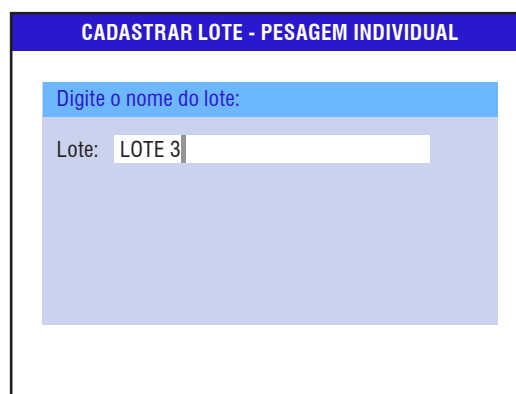 CADASTRAR LOTE - PESAGEM INDIVIDUAL
Digite o nome do lote:
Lote: LOTE 3